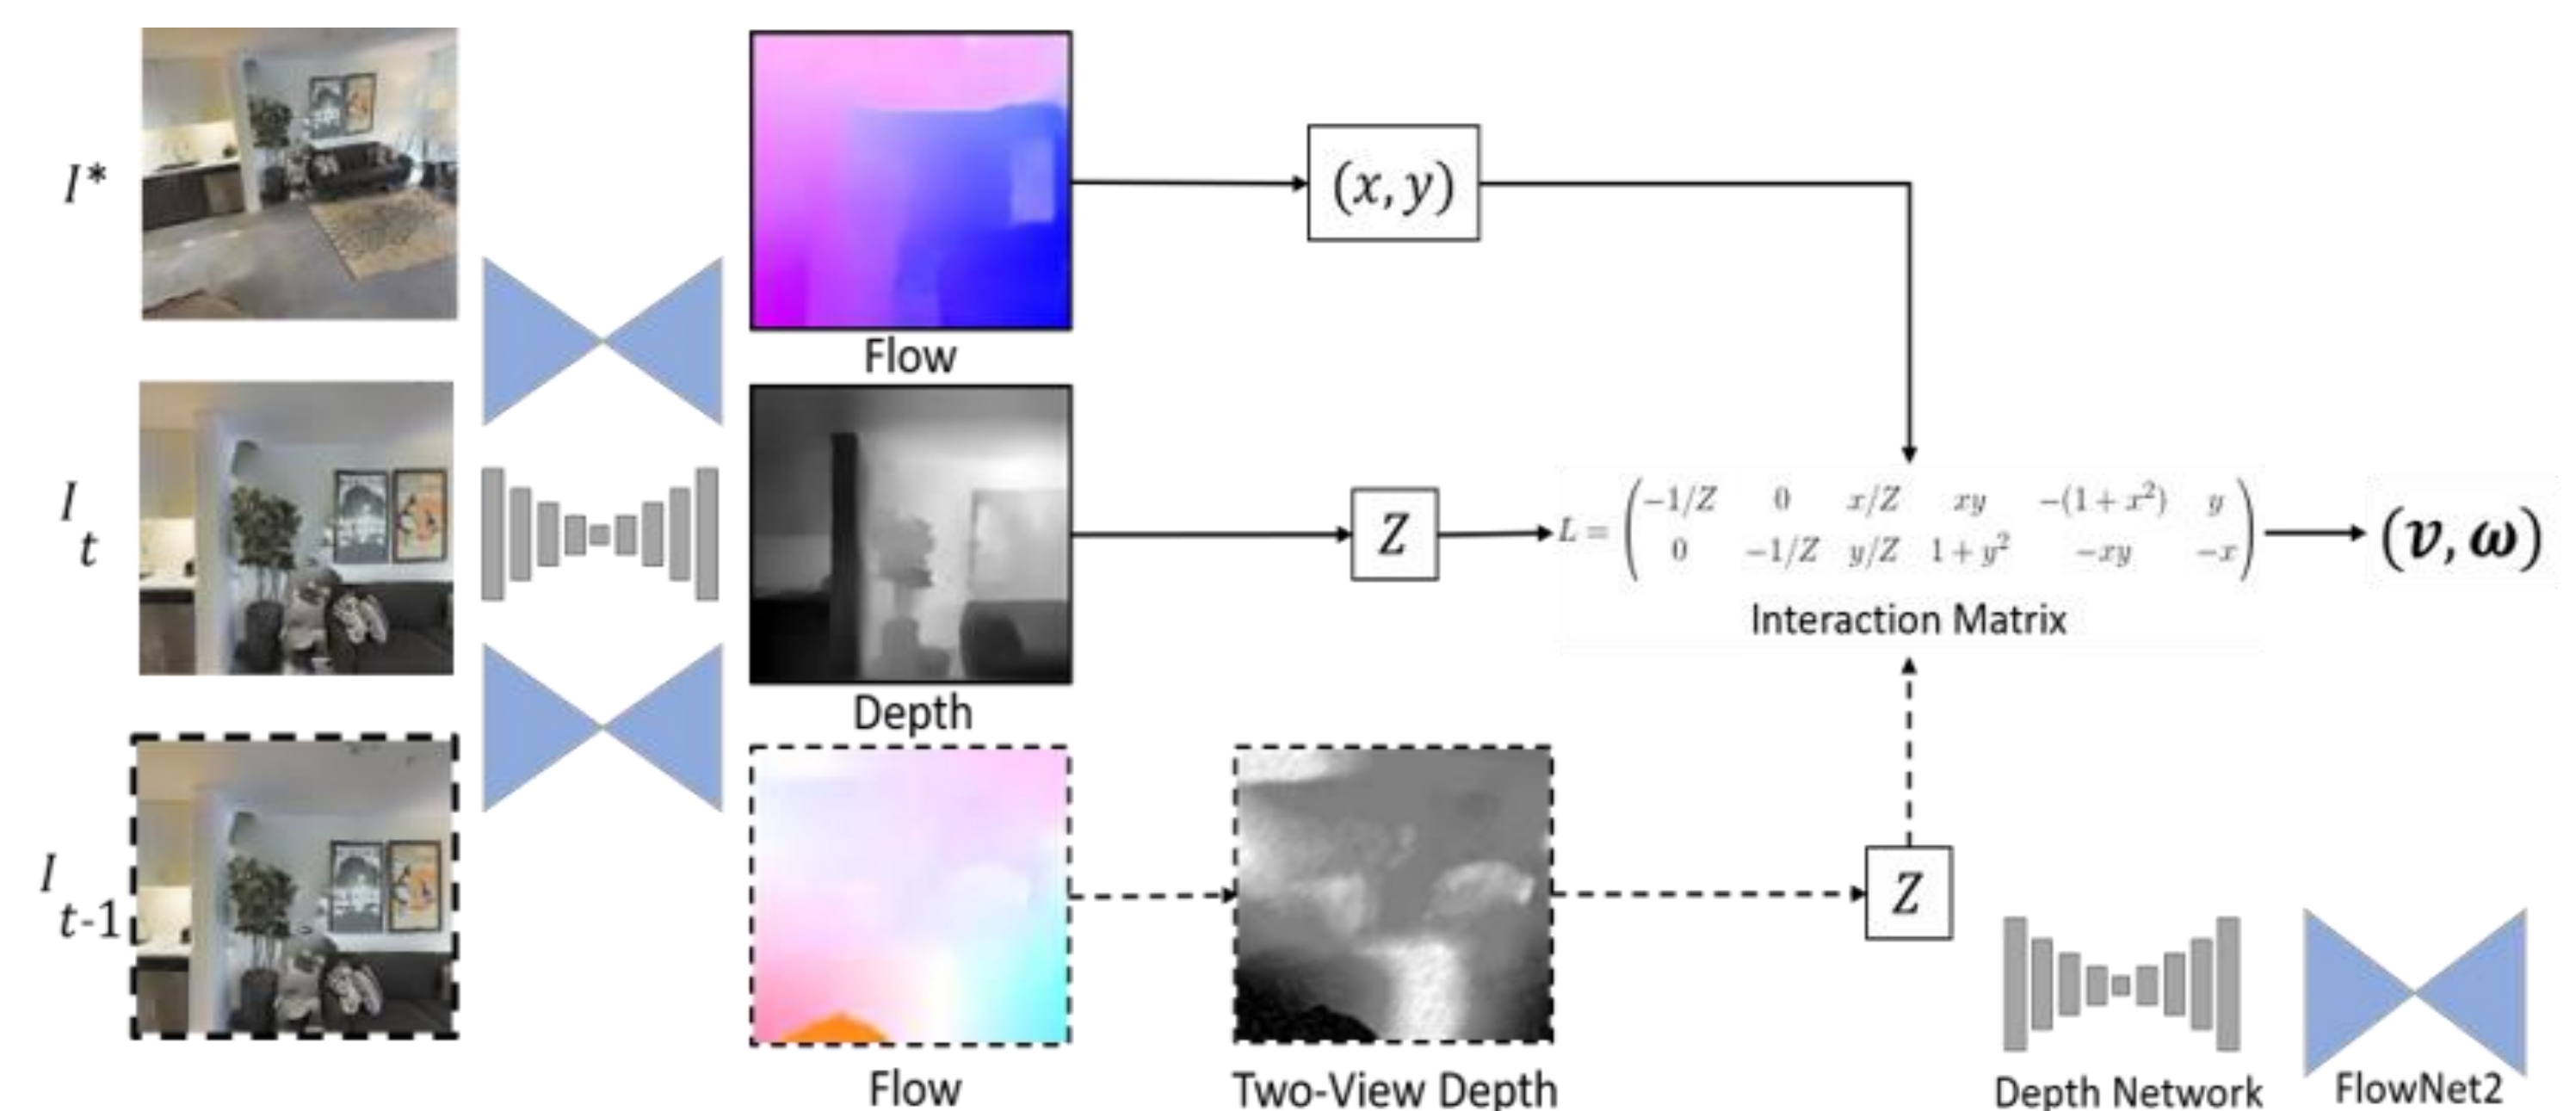 I*
Flow
(x, y)
I
t
Depth
Z
L = ( −1/Z 0 x/Z xy −(1 + x²) y
0 −1/Z y/Z 1 + y² −xy −x )
Interaction Matrix
(v, ω)
I
t-1
Flow
Two-View Depth
Z
Depth Network
FlowNet2